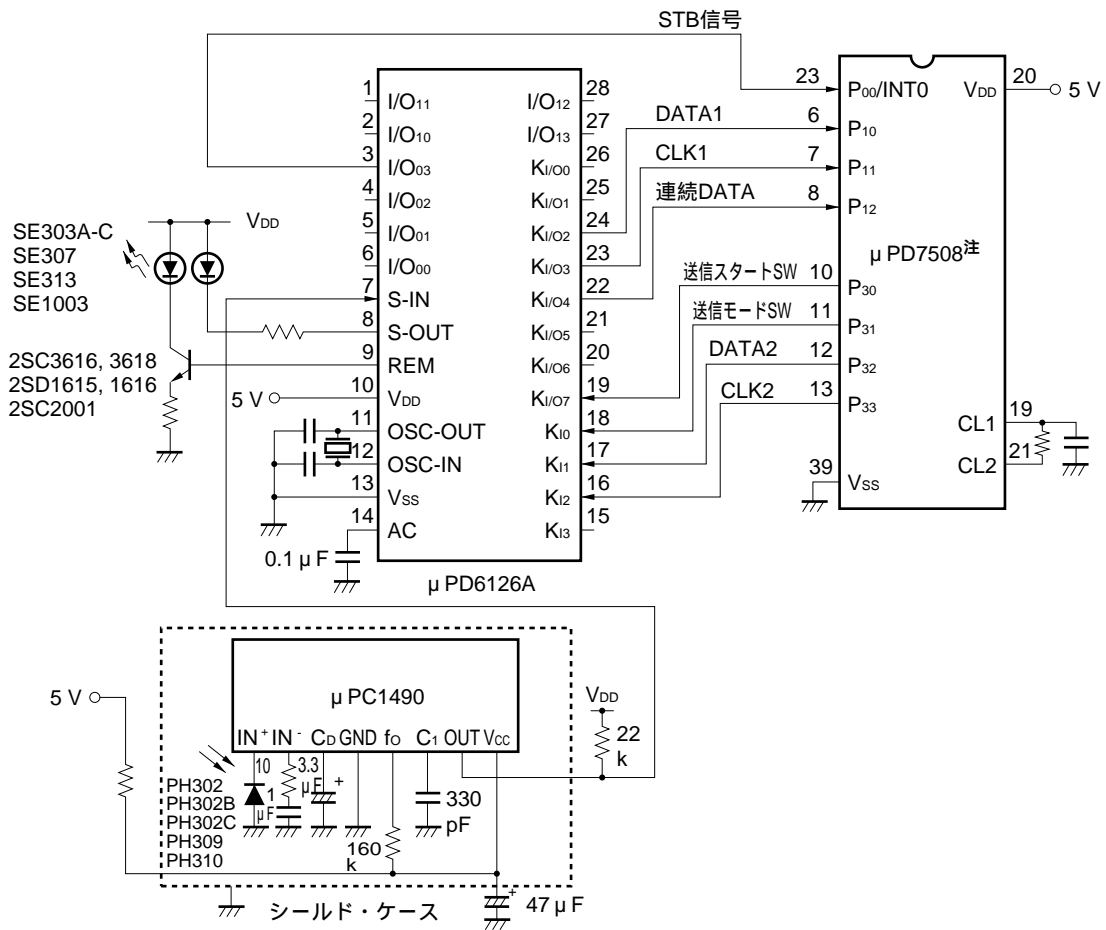 STB信号
1 I/O11
2 I/O10
3 I/O03
4 I/O02
5 I/O01
6 I/O00
7 S-IN
8 S-OUT
9 REM
10 VDD
11 OSC-OUT
12 OSC-IN
13 VSS
14 AC
I/O12 28
I/O13 27
KI/O0 26
KI/O1 25
KI/O2 24
KI/O3 23
KI/O4 22
KI/O5 21
KI/O6 20
KI/O7 19
KI0 18
KI1 17
KI2 16
KI3 15
μPD6126A
DATA1
CLK1
連続DATA
送信スタートSW
送信モードSW
DATA2
CLK2
23 P00/INT0
6 P10
7 P11
8 P12
10 P30
11 P31
12 P32
13 P33
39 VSS
VDD 20
5 V
μPD7508注
CL1 19
CL2 21
VDD
SE303A-C
SE307
SE313
SE1003
2SC3616, 3618
2SD1615, 1616
2SC2001
5 V
0.1 μF
5 V
μPC1490
IN+ IN- CD GND fO C1 OUT VCC
10
1
μF
3.3
μF
+
330
pF
160
k
VDD
22
k
PH302
PH302B
PH302C
PH309
PH310
シールド・ケース
+
47 μF